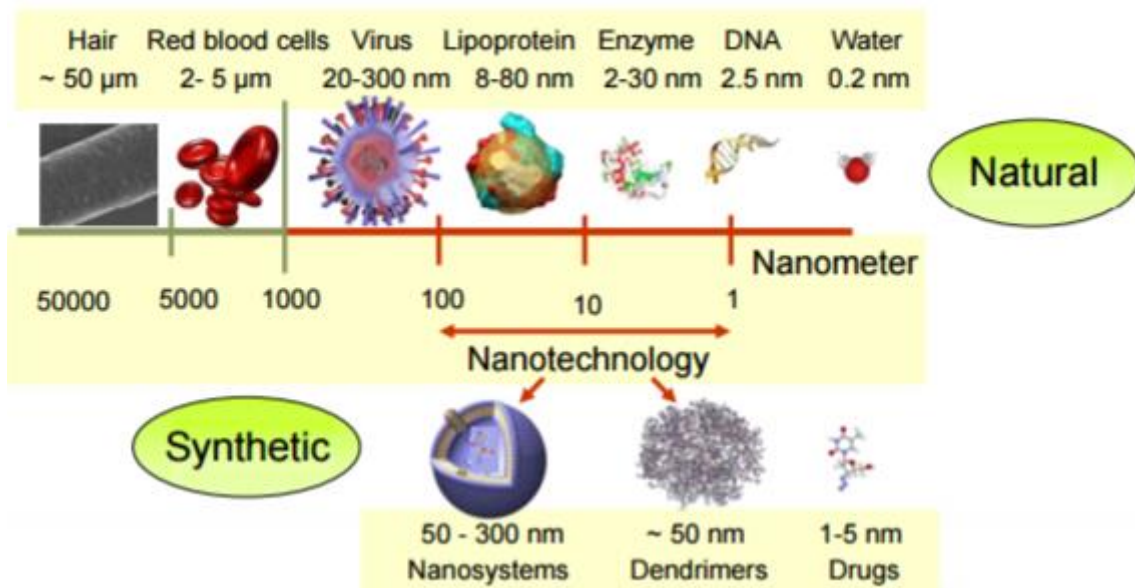 Hair Red blood cells Virus Lipoprotein Enzyme DNA Water
~ 50 µm 2- 5 µm 20-300 nm 8-80 nm 2-30 nm 2.5 nm 0.2 nm
Natural
Nanometer
50000 5000 1000 100 10 1
Nanotechnology
Synthetic
50 - 300 nm ~ 50 nm 1-5 nm
Nanosystems Dendrimers Drugs